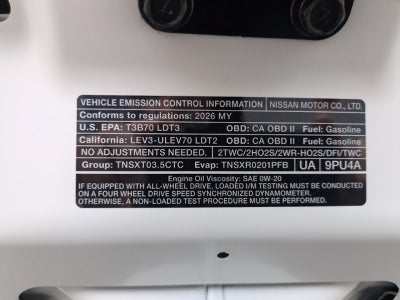 VEHICLE EMISSION CONTROL INFORMATION NISSAN MOTOR CO., LTD.
Conforms to regulations: 2026 MY
U.S. EPA: T3B70 LDT3 OBD: CA OBD II Fuel: Gasoline
California: LEV3-ULEV70 LDT2 OBD: CA OBD II Fuel: Gasoline
NO ADJUSTMENTS NEEDED. 2TWC/2HO2S/2WR-HO2S/DFI/TWC
Group: TNSXT03.5CTC Evap: TNSXR0201PFB UA 9PU4A
Engine Oil Viscosity: SAE 0W-20
IF EQUIPPED WITH ALL-WHEEL DRIVE, LOADED I/M TESTING MUST BE CONDUCTED
ON A FOUR WHEEL DRIVE SPEED SYNCHRONIZED DYNAMOMETER.
OTHERWISE, A NON-LOADED TEST PROCEDURE MUST BE PERFORMED.